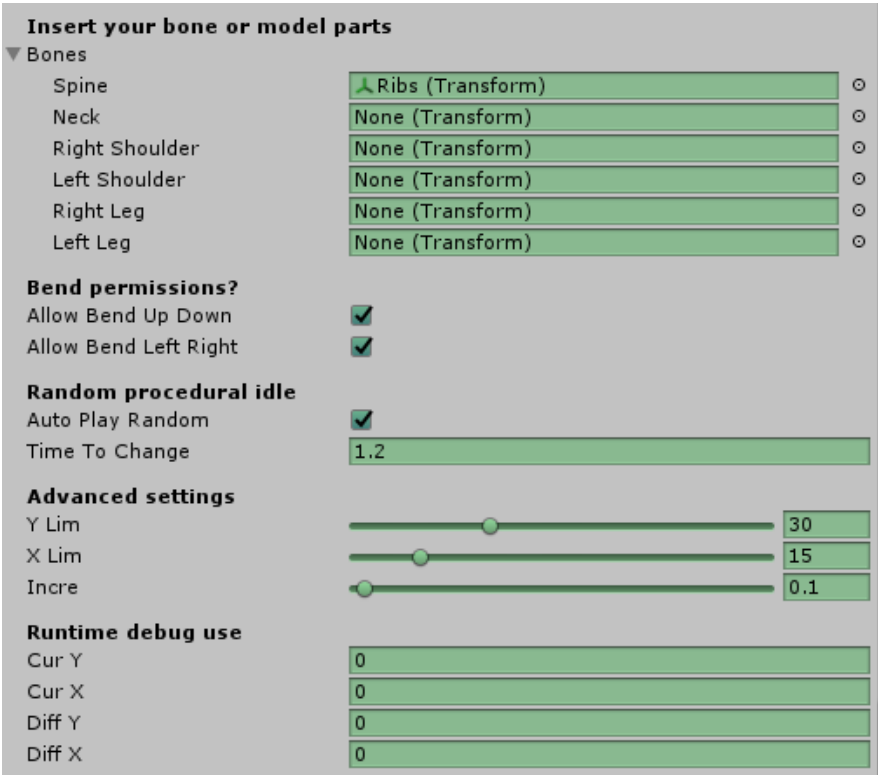 Insert your bone or model parts
Bones
Spine Ribs (Transform)
Neck None (Transform)
Right Shoulder None (Transform)
Left Shoulder None (Transform)
Right Leg None (Transform)
Left Leg None (Transform)
Bend permissions?
Allow Bend Up Down
Allow Bend Left Right
Random procedural idle
Auto Play Random
Time To Change 1.2
Advanced settings
Y Lim 30
X Lim 15
Incre 0.1
Runtime debug use
Cur Y 0
Cur X 0
Diff Y 0
Diff X 0